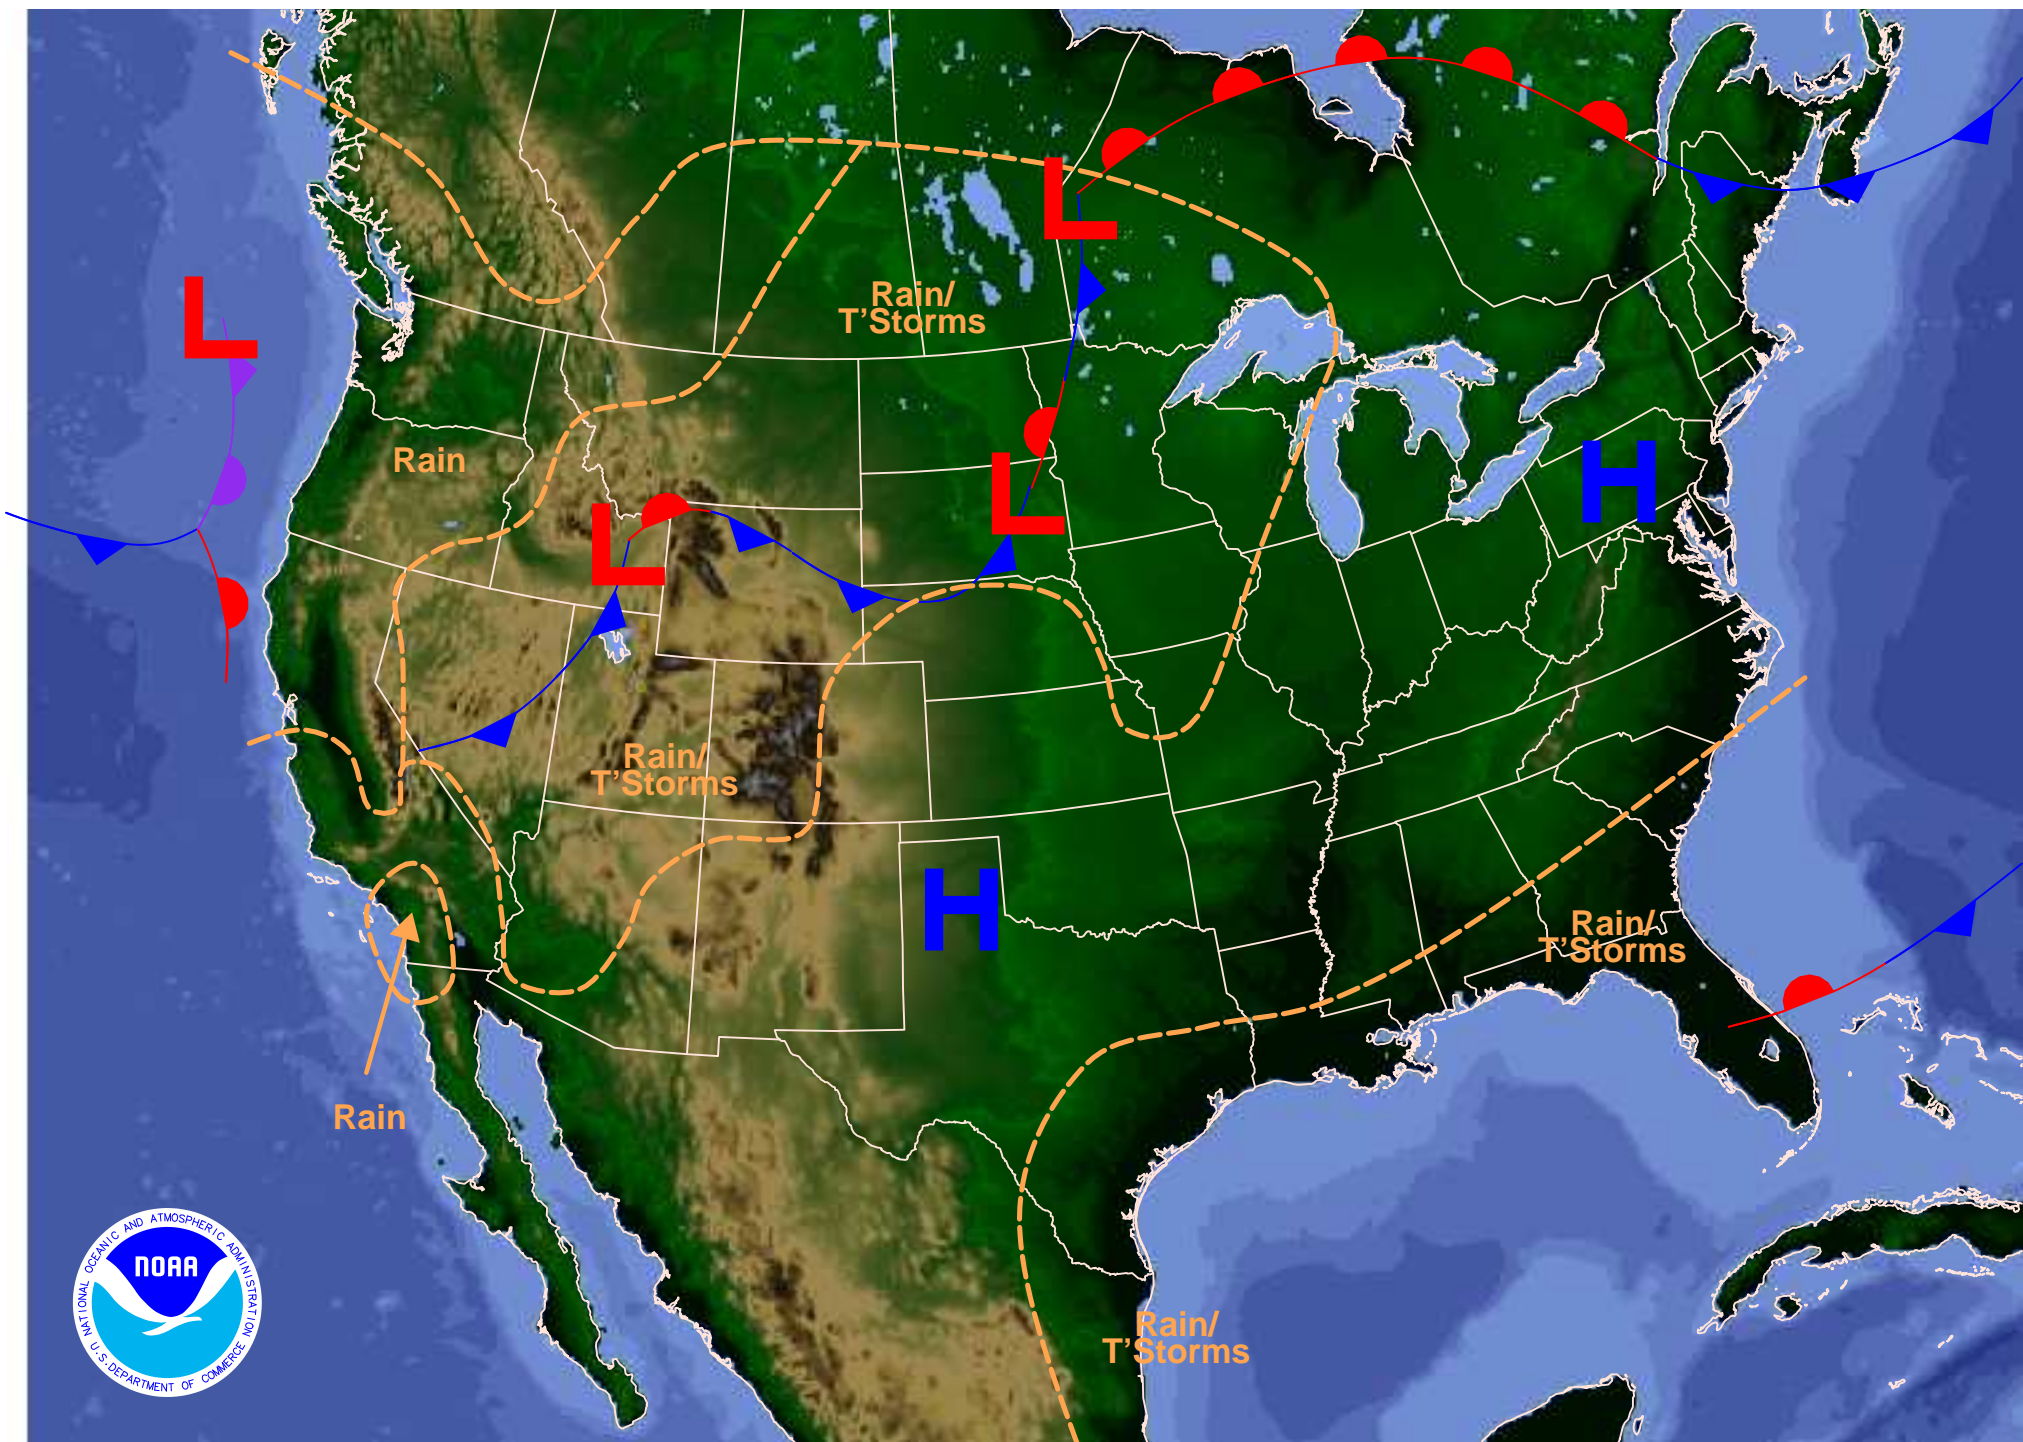 L
Rain/
T'Storms
L
Rain
H
L
L
Rain/
T'Storms
H
Rain/
T'Storms
Rain
Rain/
T'Storms
NATIONAL OCEANIC AND ATMOSPHERIC ADMINISTRATION
NOAA
U.S. DEPARTMENT OF COMMERCE